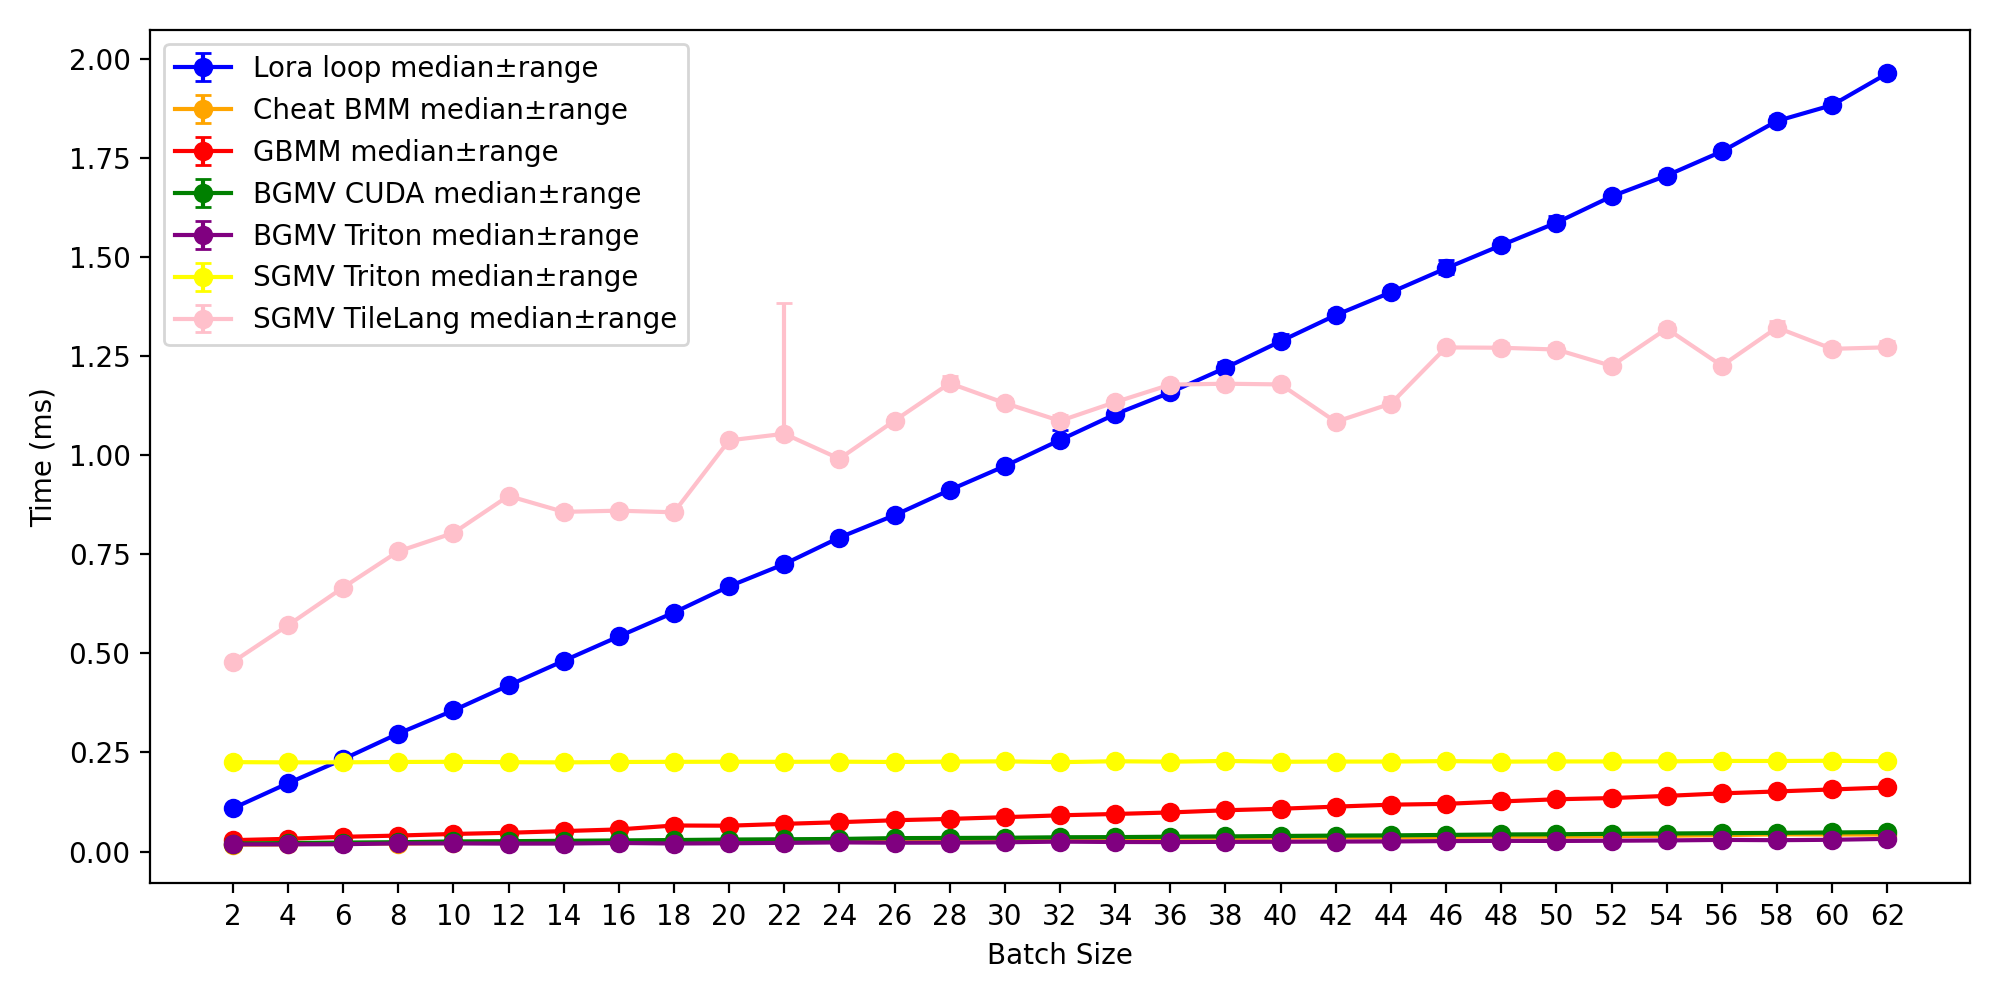 Lora loop median±range
Cheat BMM median±range
GBMM median±range
BGMV CUDA median±range
BGMV Triton median±range
SGMV Triton median±range
SGMV TileLang median±range
2.00
1.75
1.50
1.25
1.00
0.75
0.50
0.25
0.00
Time (ms)
2 4 6 8 10 12 14 16 18 20 22 24 26 28 30 32 34 36 38 40 42 44 46 48 50 52 54 56 58 60 62
Batch Size